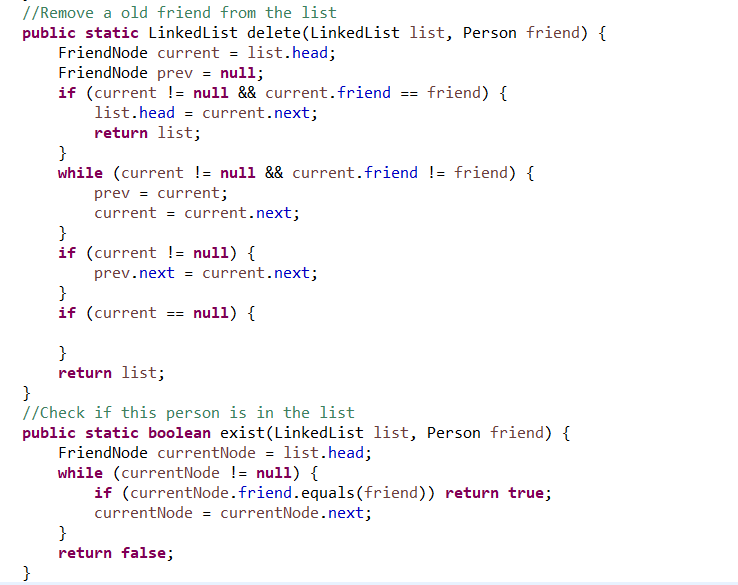 //Remove a old friend from the list
public static LinkedList delete(LinkedList list, Person friend) {
    FriendNode current = list.head;
    FriendNode prev = null;
    if (current != null && current.friend == friend) {
        list.head = current.next;
        return list;
    }
    while (current != null && current.friend != friend) {
        prev = current;
        current = current.next;
    }
    if (current != null) {
        prev.next = current.next;
    }
    if (current == null) {

    }
    return list;
}
//Check if this person is in the list
public static boolean exist(LinkedList list, Person friend) {
    FriendNode currentNode = list.head;
    while (currentNode != null) {
        if (currentNode.friend.equals(friend)) return true;
        currentNode = currentNode.next;
    }
    return false;
}